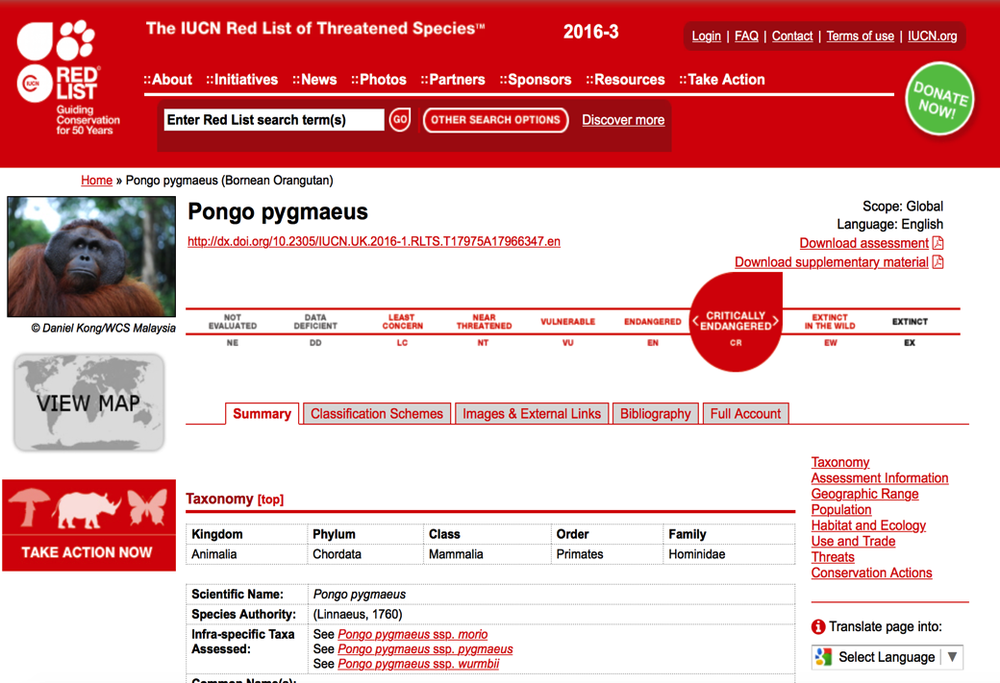 The IUCN Red List of Threatened Species™
2016-3
Login | FAQ | Contact | Terms of use | IUCN.org
IUCN
RED
LIST
Guiding
Conservation
for 50 Years
::About ::Initiatives ::News ::Photos ::Partners ::Sponsors ::Resources ::Take Action
DONATE
NOW!
Enter Red List search term(s) GO OTHER SEARCH OPTIONS Discover more
Home » Pongo pygmaeus (Bornean Orangutan)
Pongo pygmaeus
http://dx.doi.org/10.2305/IUCN.UK.2016-1.RLTS.T17975A17966347.en
Scope: Global
Language: English
Download assessment
Download supplementary material
© Daniel Kong/WCS Malaysia
NOT
EVALUATED
NE
DATA
DEFICIENT
DD
LEAST
CONCERN
LC
NEAR
THREATENED
NT
VULNERABLE
VU
ENDANGERED
EN
< CRITICALLY
ENDANGERED >
CR
EXTINCT
IN THE WILD
EW
EXTINCT
EX
VIEW MAP
TAKE ACTION NOW
Summary Classification Schemes Images & External Links Bibliography Full Account
Taxonomy [top]
Kingdom Phylum Class Order Family
Animalia Chordata Mammalia Primates Hominidae
Scientific Name: Pongo pygmaeus
Species Authority: (Linnaeus, 1760)
Infra-specific Taxa
Assessed:
See Pongo pygmaeus ssp. morio
See Pongo pygmaeus ssp. pygmaeus
See Pongo pygmaeus ssp. wurmbii
Common Name(s):
Taxonomy
Assessment Information
Geographic Range
Population
Habitat and Ecology
Use and Trade
Threats
Conservation Actions
Translate page into:
Select Language ▼